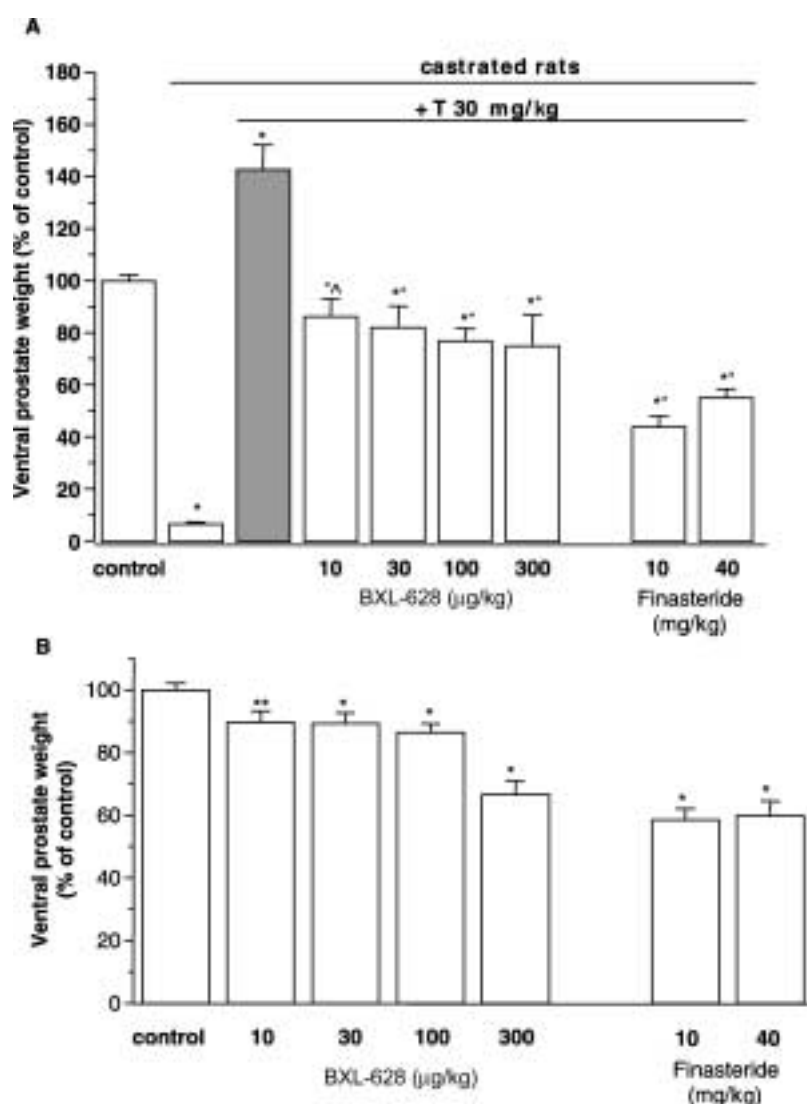 A
castrated rats
+T 30 mg/kg
Ventral prostate weight (% of control)
180
160
140
120
100
80
60
40
20
0
*
*
°^
*°
*°
*°
*°
*°
control 10 30 100 300 10 40
BXL-628 (µg/kg) Finasteride
(mg/kg)
B
Ventral prostate weight
(% of control)
100
80
60
40
20
0
**
*
*
*
*
*
control 10 30 100 300 10 40
BXL-628 (µg/kg) Finasteride
(mg/kg)